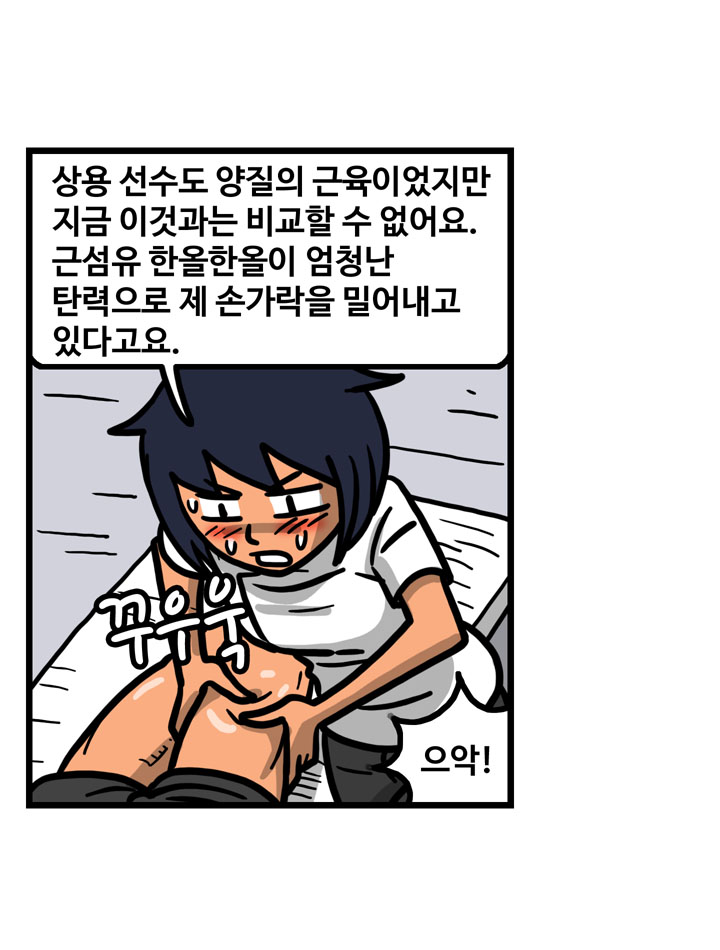 상용 선수도 양질의 근육이었지만
지금 이것과는 비교할 수 없어요.
근섬유 한올한올이 엄청난
탄력으로 제 손가락을 밀어내고
있다고요.
꾸우욱
으악!